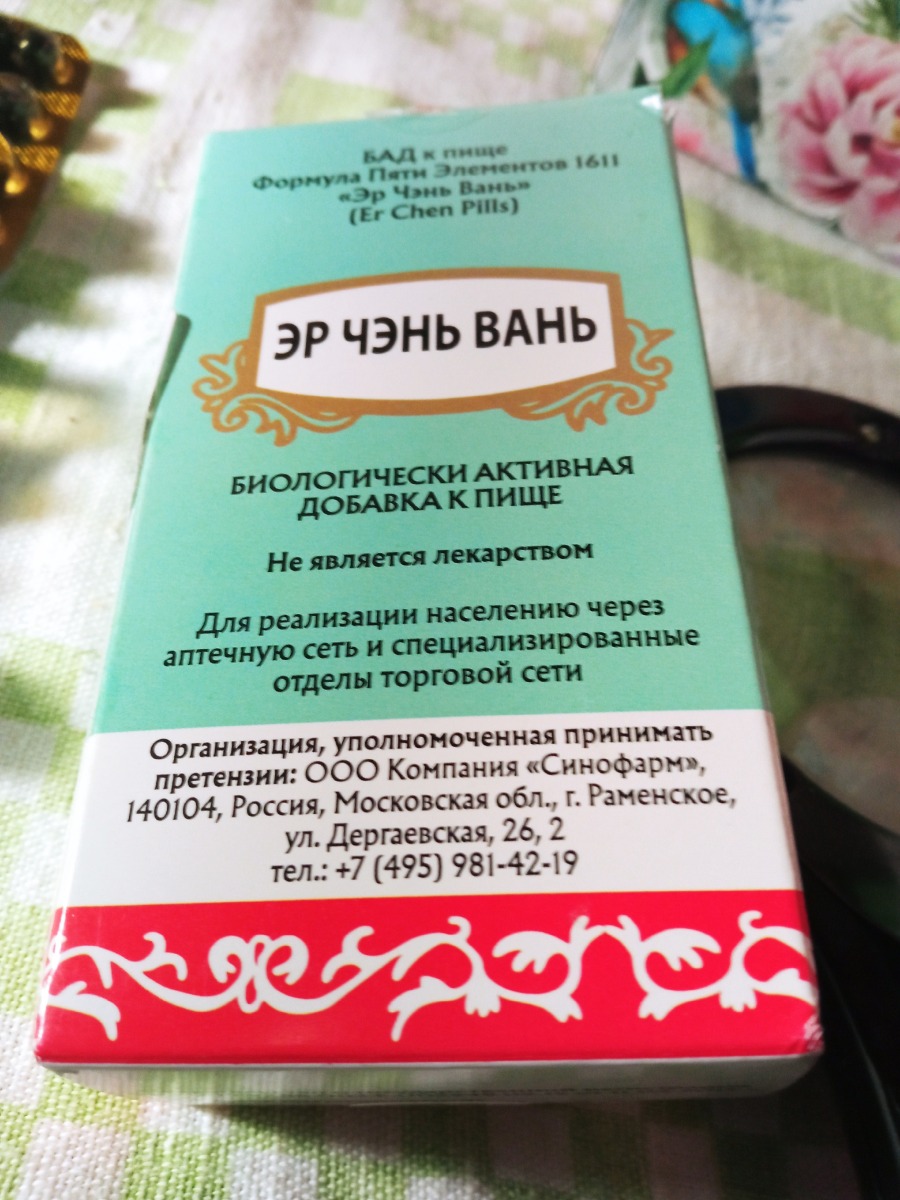 БАД к пище
Формула Пяти Элементов 1611
«Эр Чэнь Вань»
(Er Chen Pills)
ЭР ЧЭНЬ ВАНЬ
БИОЛОГИЧЕСКИ АКТИВНАЯ
ДОБАВКА К ПИЩЕ
Не является лекарством
Для реализации населению через
аптечную сеть и специализированные
отделы торговой сети
Организация, уполномоченная принимать
претензии: ООО Компания «Синофарм»,
140104, Россия, Московская обл., г. Раменское,
ул. Дергаевская, 26, 2
тел.: +7 (495) 981-42-19